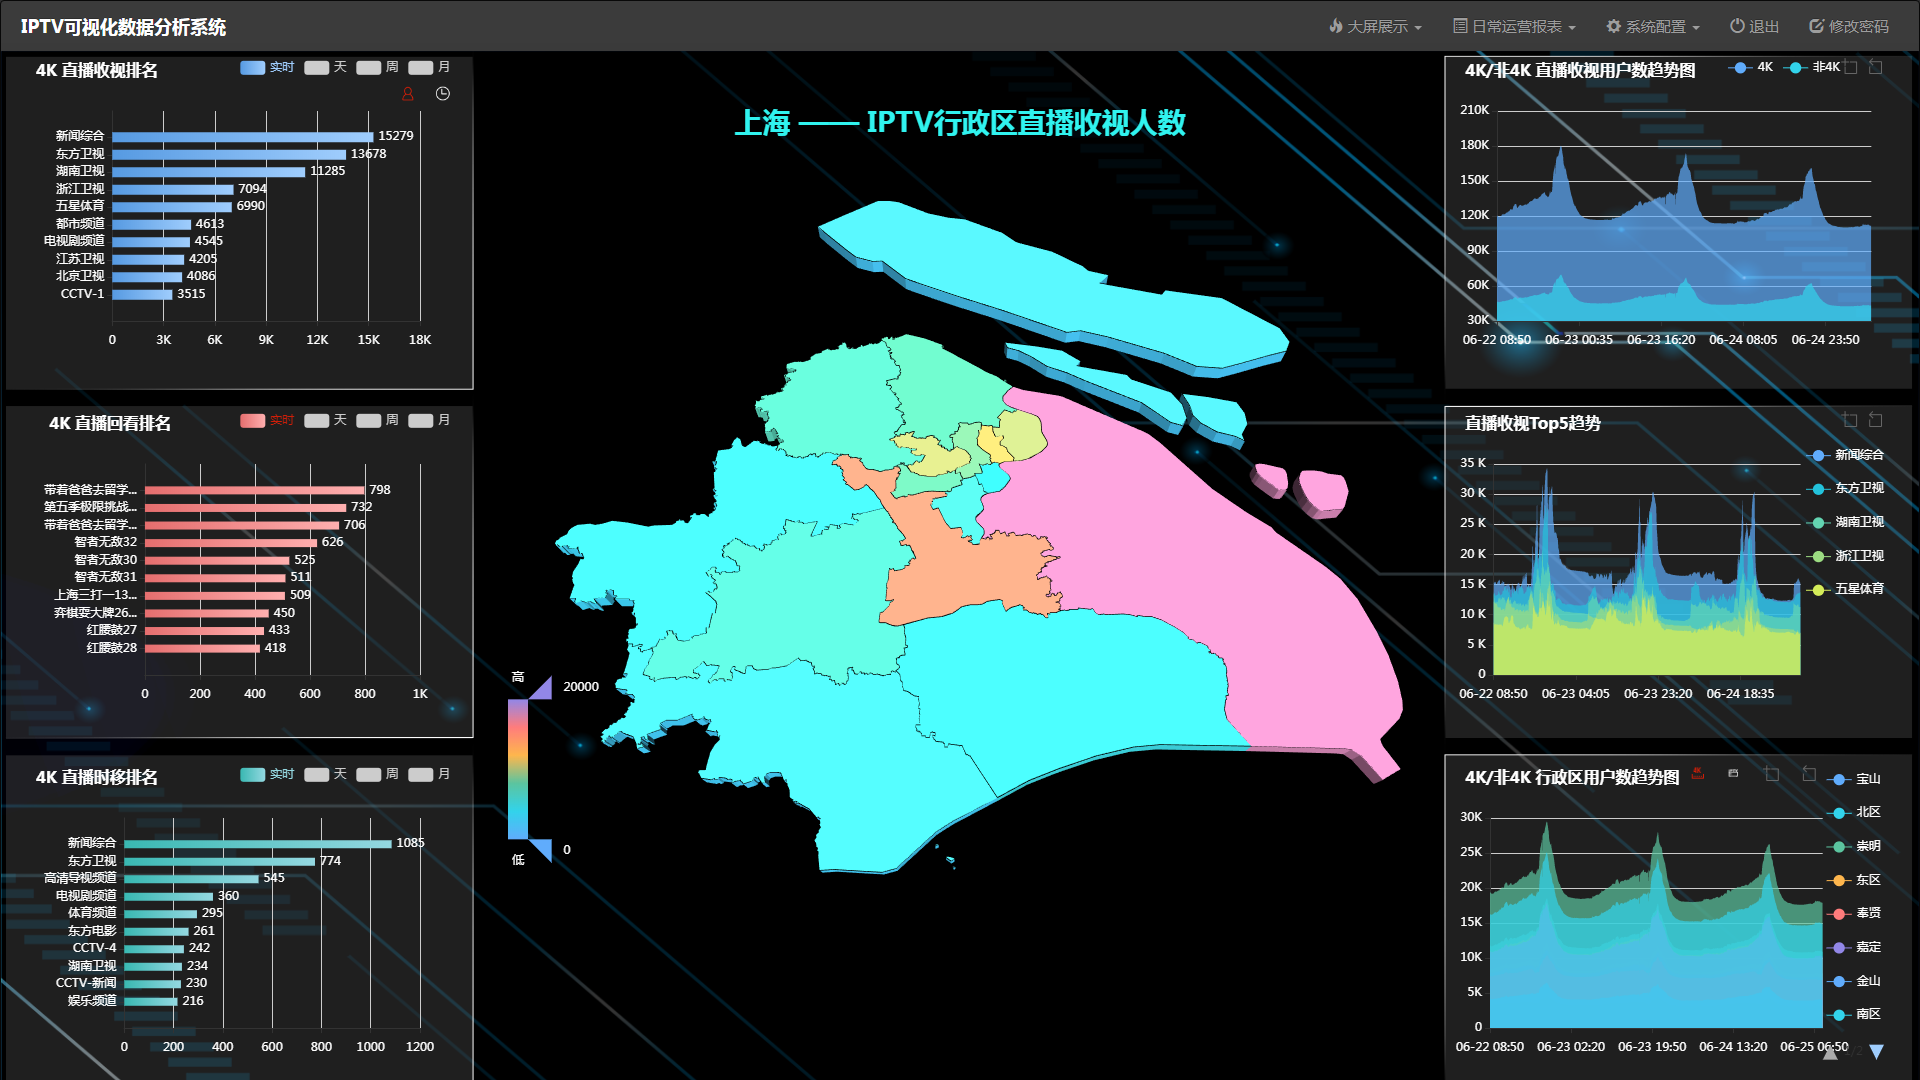 IPTV可视化数据分析系统
大屏展示 日常运营报表 系统配置 退出 修改密码
4K 直播收视排名
实时 天 周 月
新闻综合 15279
东方卫视 13678
湖南卫视 11285
浙江卫视 7094
五星体育 6990
都市频道 4613
电视剧频道 4545
江苏卫视 4205
北京卫视 4086
CCTV-1 3515
0 3K 6K 9K 12K 15K 18K
4K 直播回看排名
实时 天 周 月
带若爸爸去留学... 798
第五季极限挑战... 732
带若爸爸去留学... 706
智者无敌32 626
智者无敌30 525
智者无敌31 511
上海三打一13... 509
弈棋耍大牌26... 450
红腰鼓27 433
红腰鼓28 418
0 200 400 600 800 1K
4K 直播时移排名
实时 天 周 月
新闻综合 1085
东方卫视 774
高清导视频道 545
电视剧频道 360
体育频道 295
东方电影 261
CCTV-4 242
湖南卫视 234
CCTV-新闻 230
娱乐频道 216
0 200 400 600 800 1000 1200
上海 —— IPTV行政区直播收视人数
高
20000
0
低
4K/非4K 直播收视用户数趋势图
4K 非4K
210K
180K
150K
120K
90K
60K
30K
06-22 08:50 06-23 00:35 06-23 16:20 06-24 08:05 06-24 23:50
直播收视Top5趋势
新闻综合
东方卫视
湖南卫视
浙江卫视
五星体育
35 K
30 K
25 K
20 K
15 K
10 K
5 K
0
06-22 08:50 06-23 04:05 06-23 23:20 06-24 18:35
4K/非4K 行政区用户数趋势图
宝山
北区
崇明
东区
奉贤
嘉定
金山
南区
30K
25K
20K
15K
10K
5K
0
06-22 08:50 06-23 02:20 06-23 19:50 06-24 13:20 06-25 06:50